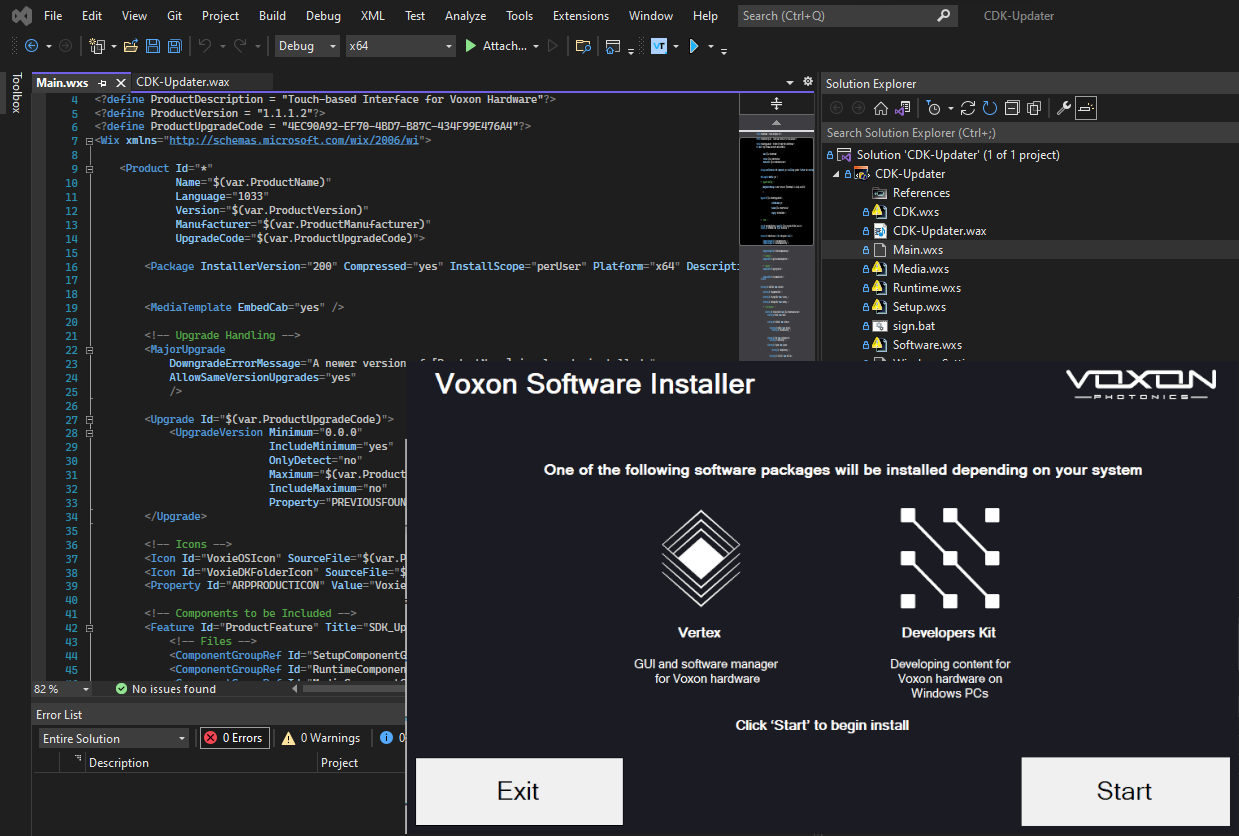 File Edit View Git Project Build Debug XML Test Analyze Tools Extensions Window Help Search (Ctrl+Q) CDK-Updater
Debug x64 Attach... VT
Toolbox
Main.wxs CDK-Updater.wax
4 <?define ProductDescription = "Touch-based Interface for Voxon Hardware"?>
5 <?define ProductVersion = "1.1.1.2"?>
6 <?define ProductUpgradeCode = "4EC90A92-EF70-4BD7-B87C-434F99E476A4"?>
7 <Wix xmlns="http://schemas.microsoft.com/wix/2006/wi">
8
9 <Product Id="*"
10 Name="$(var.ProductName)"
11 Language="1033"
12 Version="$(var.ProductVersion)"
13 Manufacturer="$(var.ProductManufacturer)"
14 UpgradeCode="$(var.ProductUpgradeCode)">
15
16 <Package InstallerVersion="200" Compressed="yes" InstallScope="perUser" Platform="x64" Descripti
17
18
19 <MediaTemplate EmbedCab="yes" />
20
21 <!-- Upgrade Handling -->
22 <MajorUpgrade
23 DowngradeErrorMessage="A newer version
24 AllowSameVersionUpgrades="yes"
25 />
26
27 <Upgrade Id="$(var.ProductUpgradeCode)">
28 <UpgradeVersion Minimum="0.0.0"
29 IncludeMinimum="yes"
30 OnlyDetect="no"
31 Maximum="$(var.Product
32 IncludeMaximum="no"
33 Property="PREVIOUSFOUN
34 </Upgrade>
35
36 <!-- Icons -->
37 <Icon Id="VoxieOSIcon" SourceFile="$(var.P
38 <Icon Id="VoxieDKFolderIcon" SourceFile="$
39 <Property Id="ARPPRODUCTICON" Value="Voxie
40
41 <!-- Components to be Included -->
42 <Feature Id="ProductFeature" Title="SDK_Up
43 <!-- Files -->
44 <ComponentGroupRef Id="SetupComponentG
45 <ComponentGroupRef Id="RuntimeComponen
82 % No issues found
Error List
Entire Solution 0 Errors 0 Warnings 0
Description Project
Solution Explorer
Search Solution Explorer (Ctrl+;)
Solution 'CDK-Updater' (1 of 1 project)
CDK-Updater
References
CDK.wxs
CDK-Updater.wax
Main.wxs
Media.wxs
Runtime.wxs
Setup.wxs
sign.bat
Software.wxs
Voxon Software Installer
VOXON
PHOTONICS
One of the following software packages will be installed depending on your system
Vertex
GUI and software manager
for Voxon hardware
Developers Kit
Developing content for
Voxon hardware on
Windows PCs
Click ‘Start’ to begin install
Exit
Start